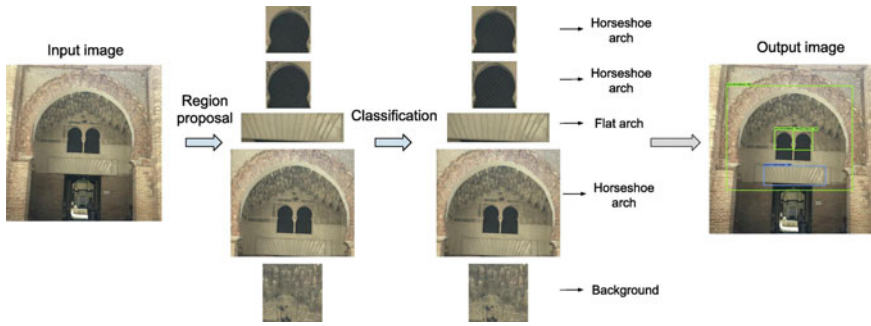 Input image
Region
proposal
Classification
Horseshoe
arch
Horseshoe
arch
Flat arch
Horseshoe
arch
Background
Output image